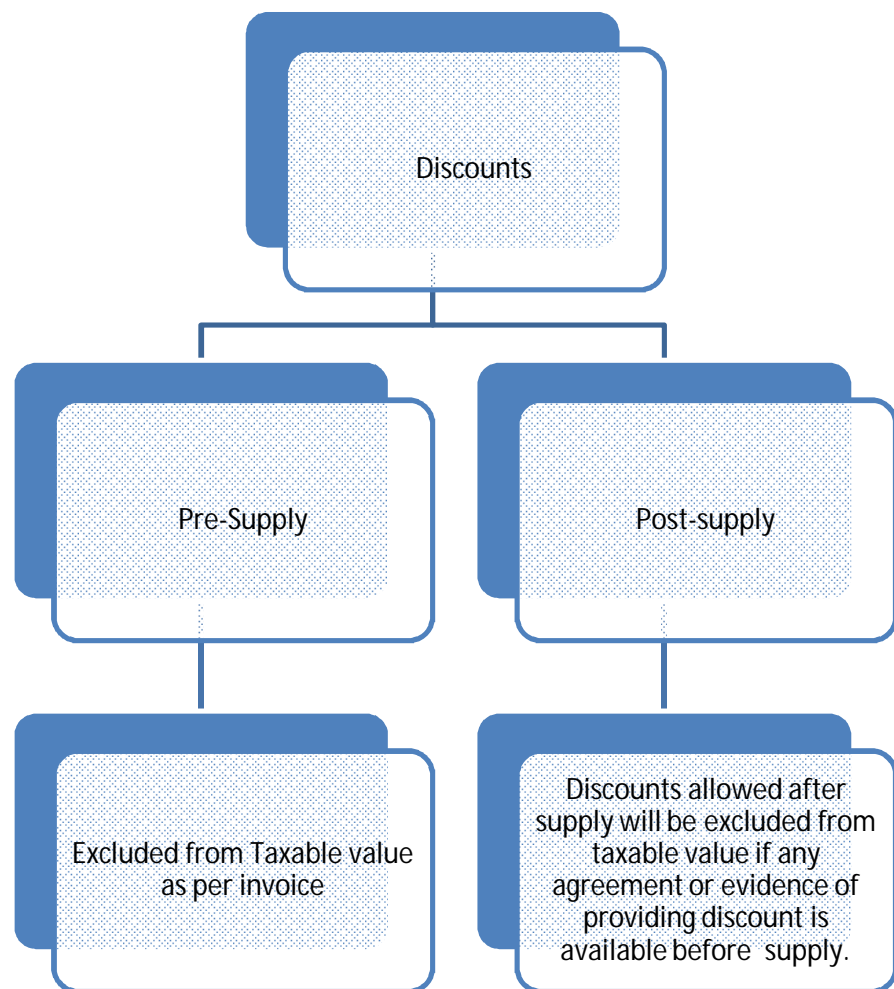 Discounts
Pre-Supply
Post-supply
Excluded from Taxable value
as per invoice
Discounts allowed after
supply will be excluded from
taxable value if any
agreement or evidence of
providing discount is
available before supply.